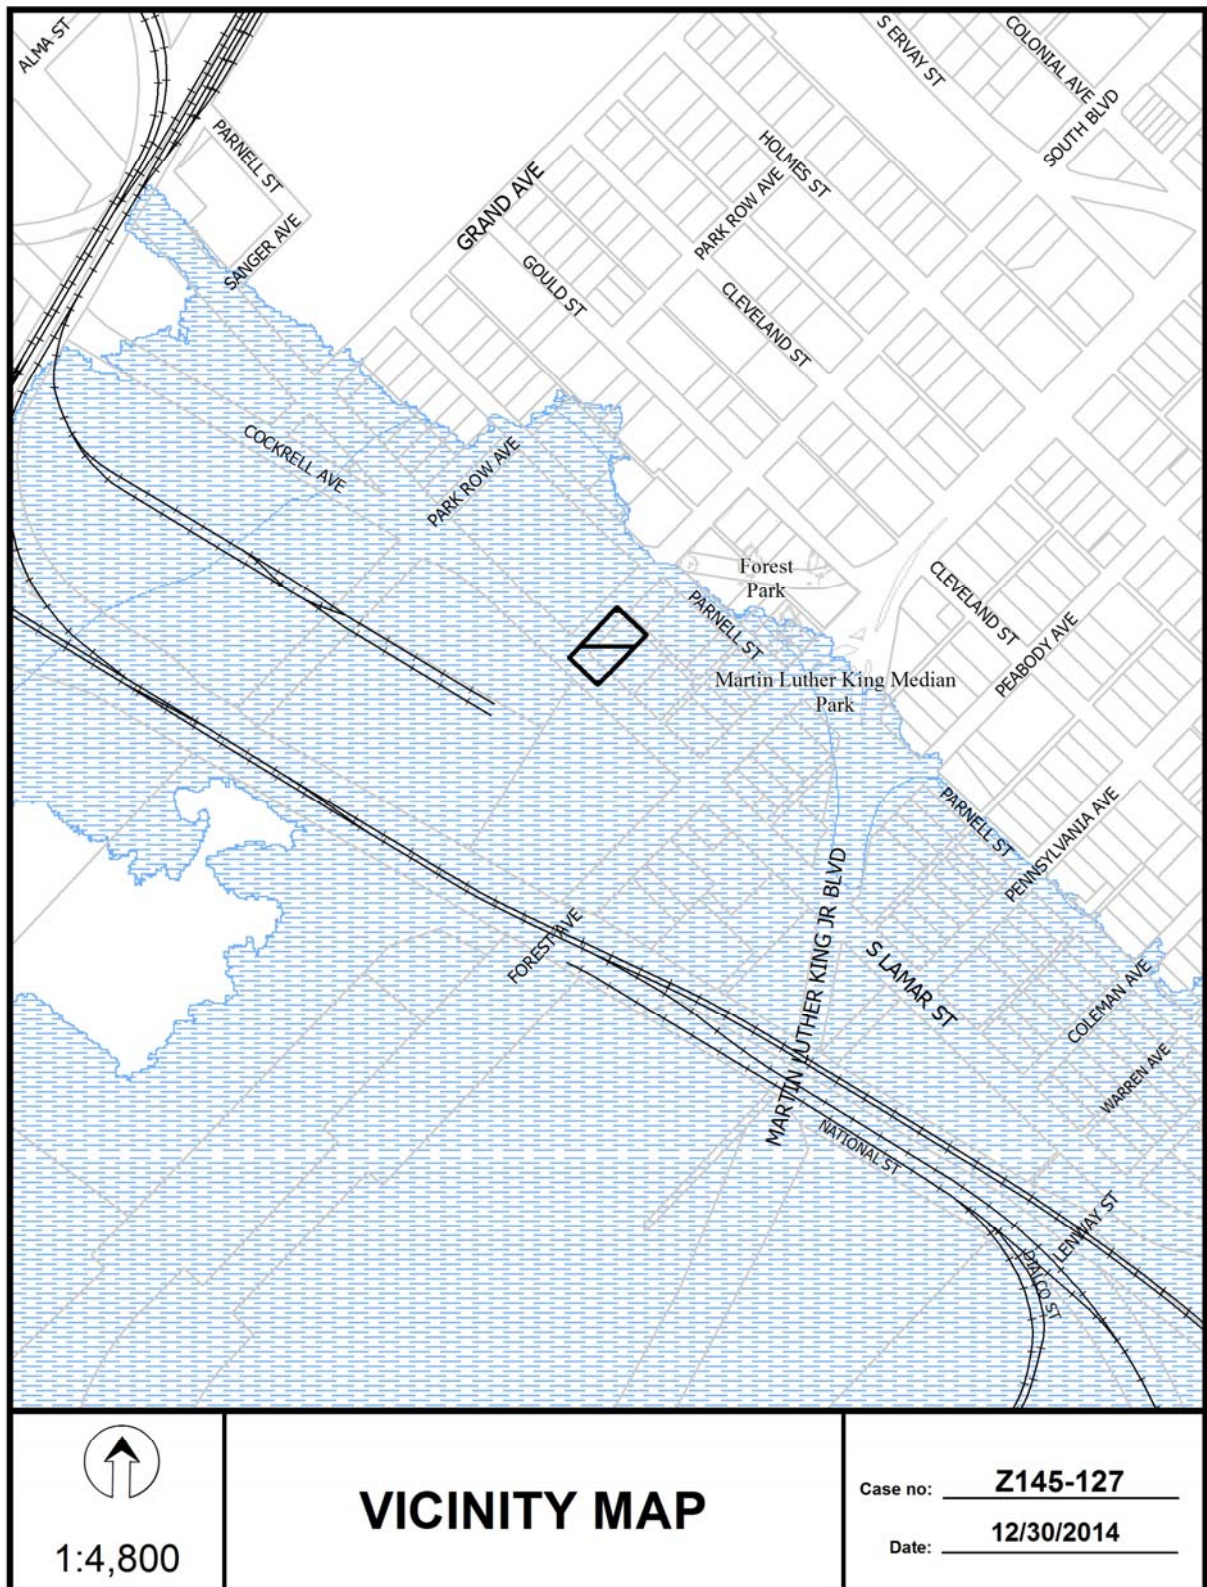 ALMA ST
S ERVAY ST
COLONIAL AVE
SOUTH BLVD
PARNELL ST
HOLMES ST
PARK ROW AVE
GRAND AVE
SANGER AVE
GOULD ST
CLEVELAND ST
COCKRELL AVE
PARK ROW AVE
Forest
Park
CLEVELAND ST
PARNELL ST
PEABODY AVE
Martin Luther King Median
Park
PARNELL ST
PENNSYLVANIA AVE
MARTIN LUTHER KING JR BLVD
FOREST AVE
S LAMAR ST
COLEMAN AVE
WARREN AVE
NATIONAL ST
LENWAY ST
DIALCO ST
1:4,800
VICINITY MAP
Case no: Z145-127
Date: 12/30/2014